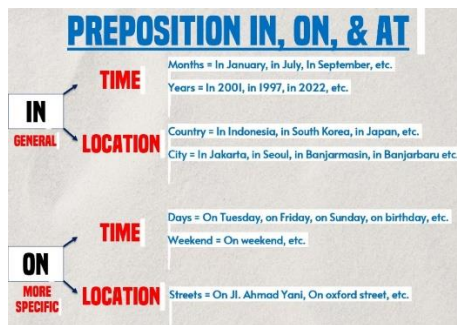 PREPOSITION IN, ON, & AT
IN
GENERAL
TIME
Months = In January, in July, In September, etc.
Years = In 2001, in 1997, in 2022, etc.
LOCATION
Country = In Indonesia, in South Korea, in Japan, etc.
City = In Jakarta, in Seoul, in Banjarmasin, in Banjarbaru etc.
ON
MORE
SPECIFIC
TIME
Days = On Tuesday, on Friday, on Sunday, on birthday, etc.
Weekend = On weekend, etc.
LOCATION
Streets = On Jl. Ahmad Yani, On oxford street, etc.